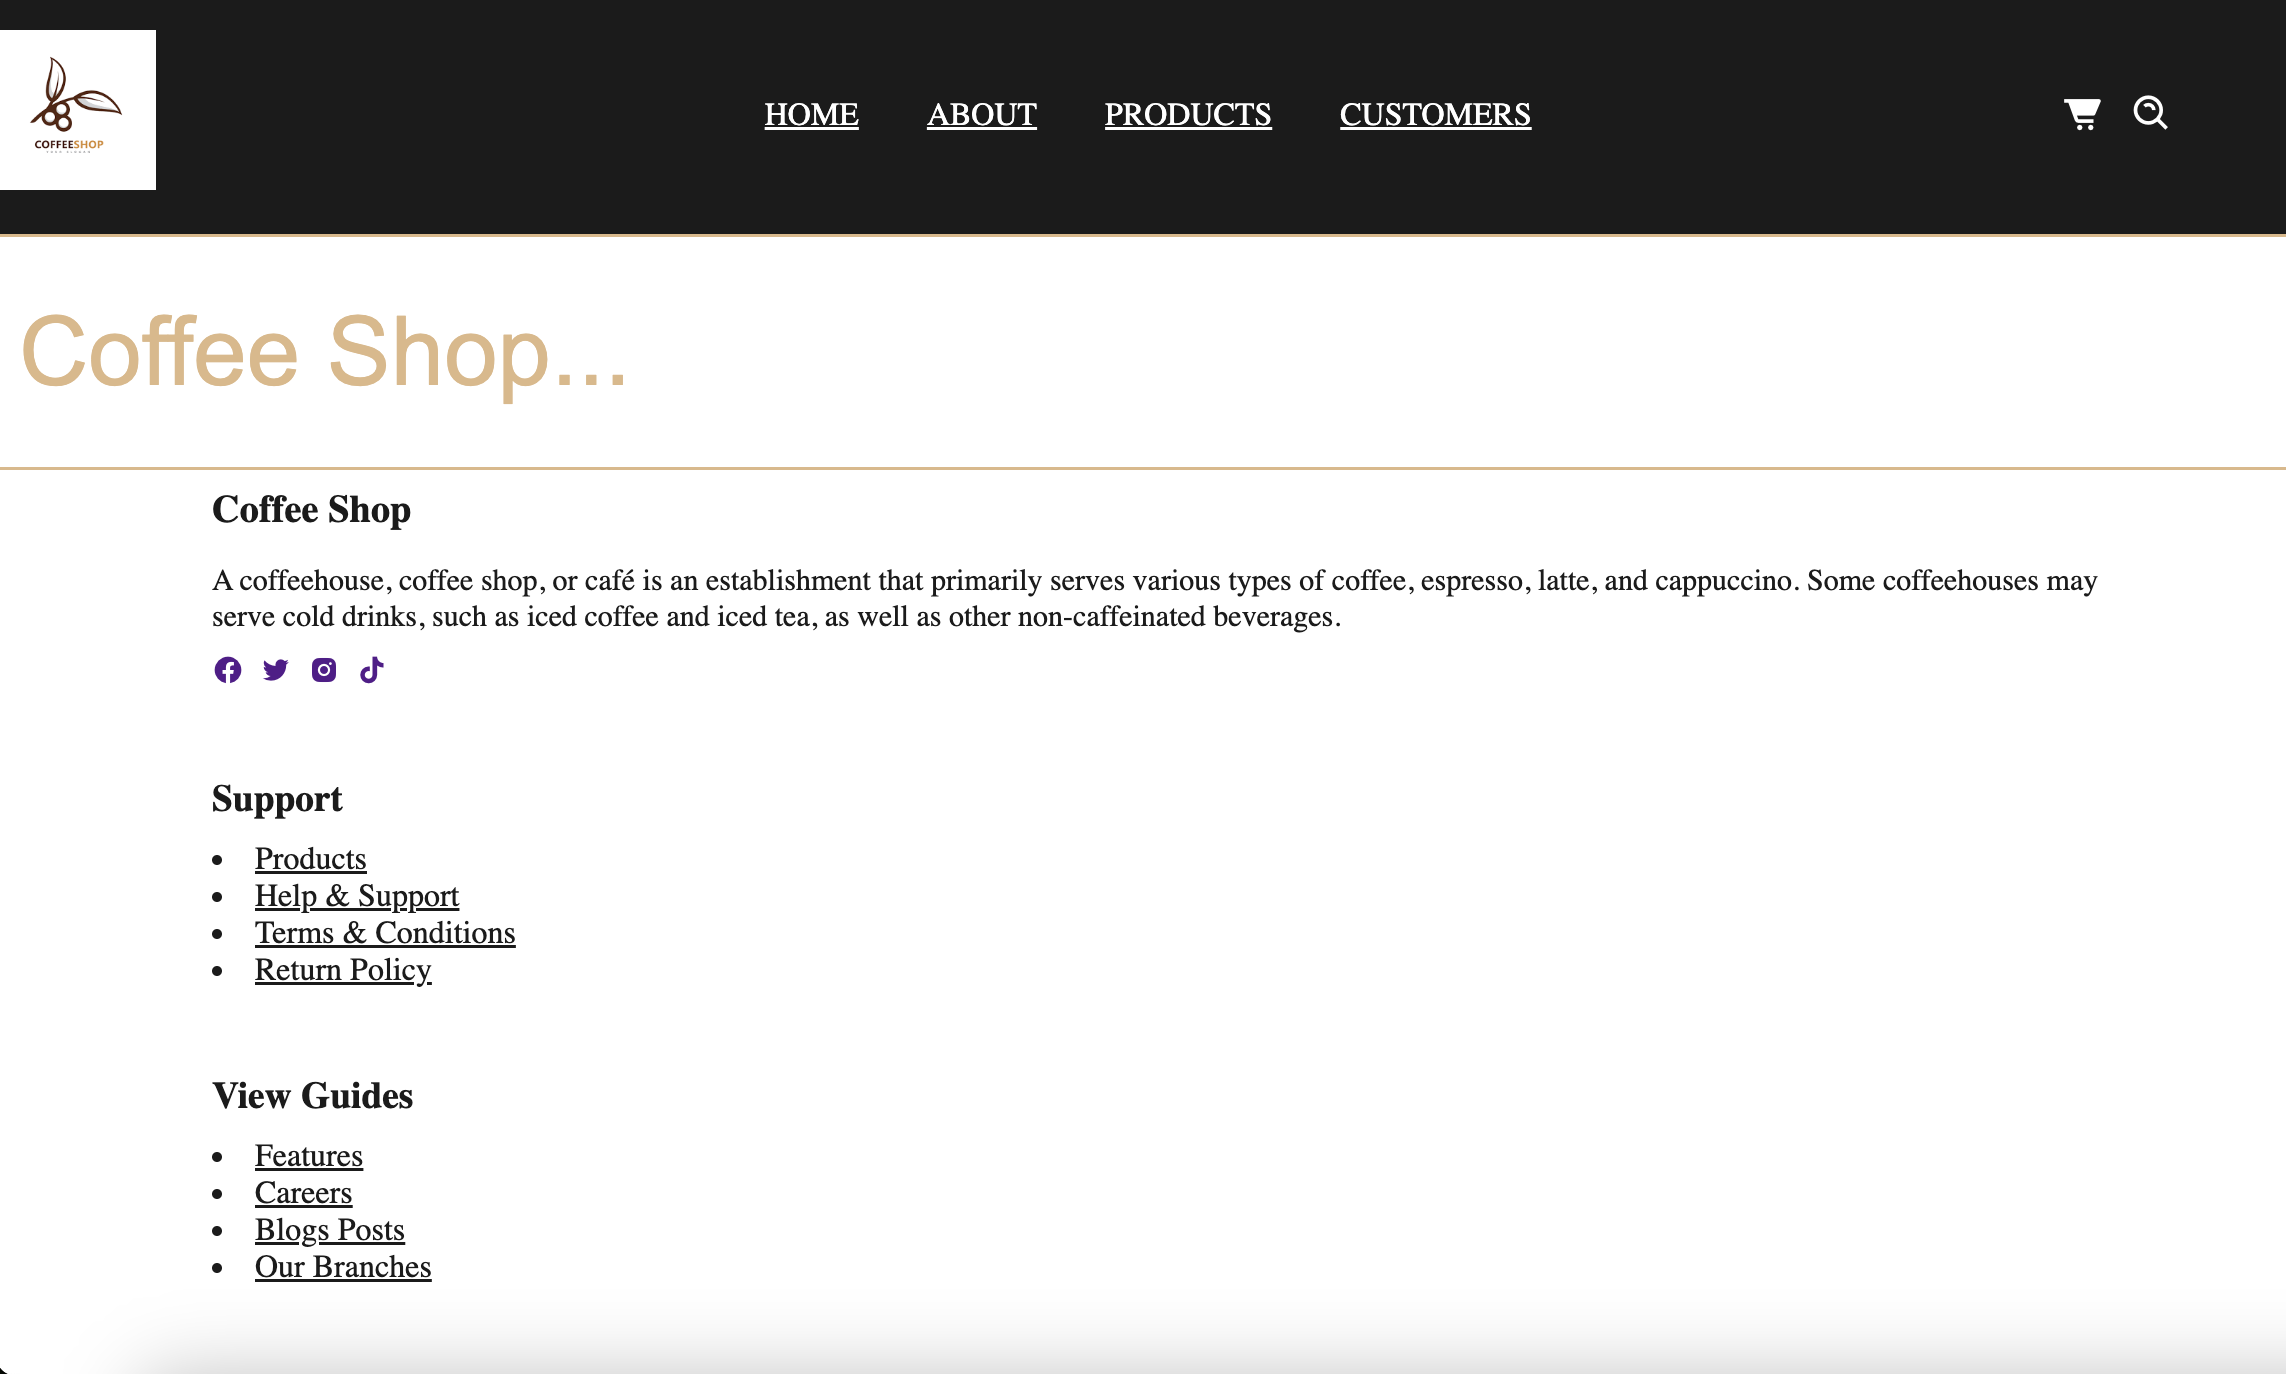 COFFEESHOP
HOME ABOUT PRODUCTS CUSTOMERS
Coffee Shop...
Coffee Shop
A coffeehouse, coffee shop, or café is an establishment that primarily serves various types of coffee, espresso, latte, and cappuccino. Some coffeehouses may
serve cold drinks, such as iced coffee and iced tea, as well as other non-caffeinated beverages.
Support
• Products
• Help & Support
• Terms & Conditions
• Return Policy
View Guides
• Features
• Careers
• Blogs Posts
• Our Branches